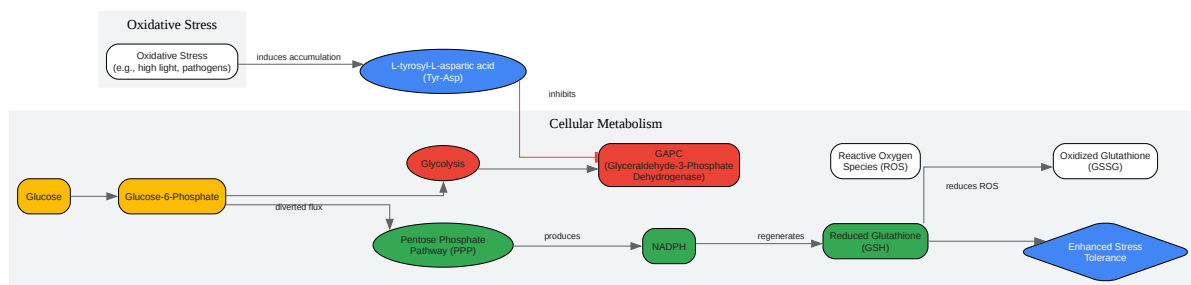 Oxidative Stress
Oxidative Stress
(e.g., high light, pathogens)
induces accumulation
L-tyrosyl-L-aspartic acid
(Tyr-Asp)
inhibits
Cellular Metabolism
Glycolysis
GAPC
(Glyceraldehyde-3-Phosphate
Dehydrogenase)
Reactive Oxygen
Species (ROS)
Oxidized Glutathione
(GSSG)
reduces ROS
Glucose
Glucose-6-Phosphate
diverted flux
Pentose Phosphate
Pathway (PPP)
produces
NADPH
regenerates
Reduced Glutathione
(GSH)
Enhanced Stress
Tolerance